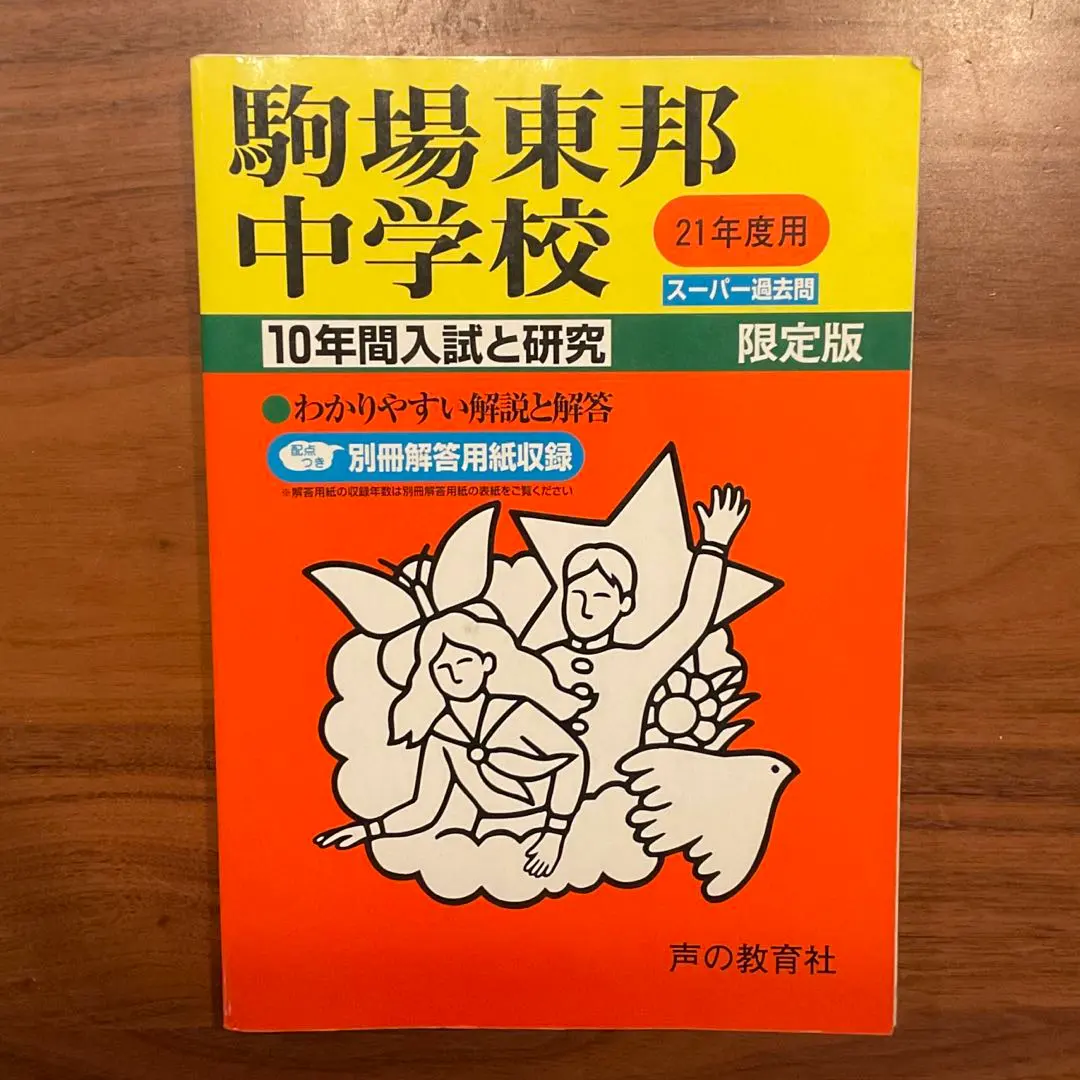 駒場東邦
中学校
21年度用
スーパー過去問
10年間入試と研究
限定版
●わかりやすい解説と解答
配点
つき
別冊解答用紙収録
※解答用紙の収録年数は別冊解答用紙の表紙をご覧ください
声の教育社